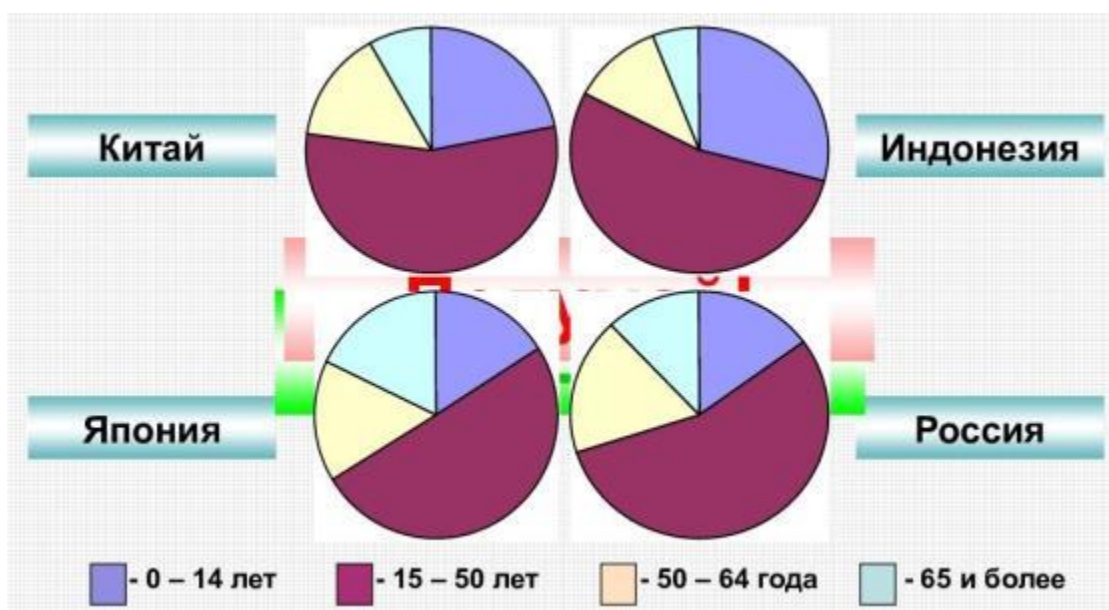 Китай
Индонезия
Япония
Россия
- 0 – 14 лет
- 15 – 50 лет
- 50 – 64 года
- 65 и более